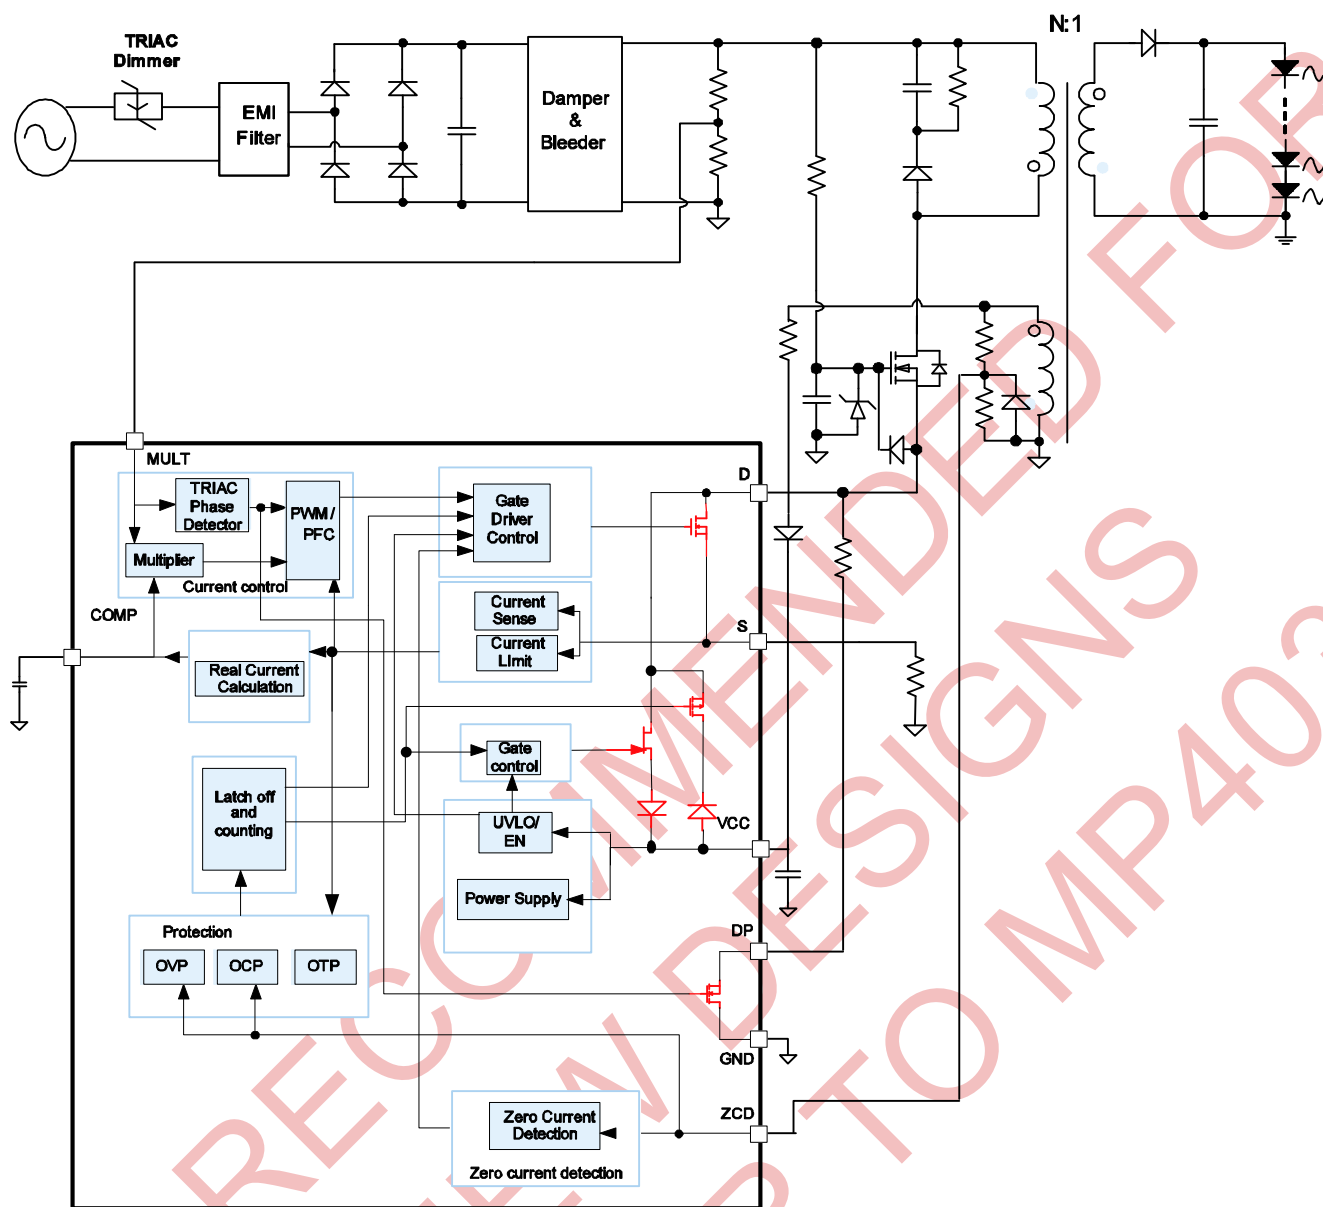 N:1
TRIAC
Dimmer
EMI
Filter
Damper
&
Bleeder
MULT
TRIAC
Phase
Detector
PWM /
PFC
Multiplier
Current control
COMP
Gate
Driver
Control
D
Current
Sense
Current
LImit
S
Real Current
Calculation
Gate
control
Latch off
and
counting
UVLO/
EN
VCC
Power Supply
Protection
OVP
OCP
OTP
DP
GND
Zero Current
Detection
ZCD
Zero current detection
RECOMMENDED FOR
NEW DESIGNS
TO MP403